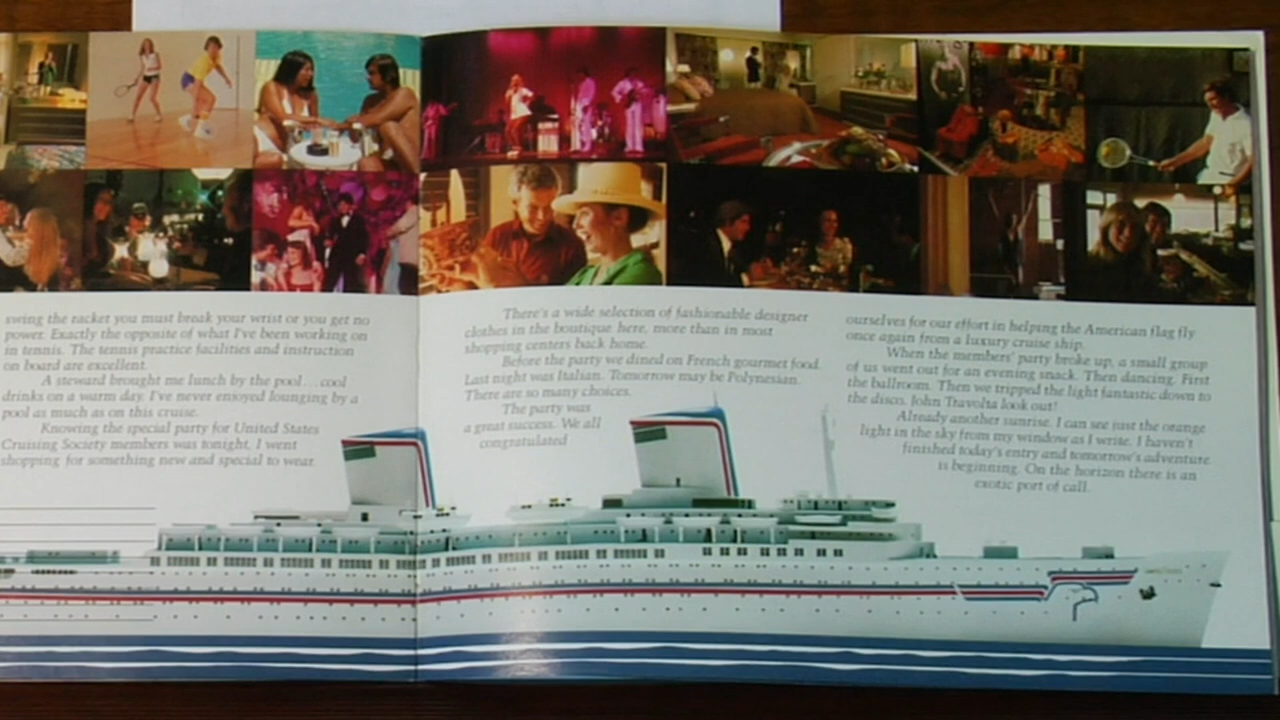 swing the racket you must break your wrist or you get no
power. Exactly the opposite of what I've been working on
in tennis. The tennis practice facilities and instruction
on board are excellent.
A steward brought me lunch by the pool...cool
drinks on a warm day. I've never enjoyed lounging by a
pool as much as on this cruise.
Knowing the special party for United States
Cruising Society members was tonight, I went
shopping for something new and special to wear.
There's a wide selection of fashionable designer
clothes in the boutique here, more than in most
shopping centers back home.
Before the party we dined on French gourmet food.
Last night was Italian. Tomorrow may be Polynesian.
There are so many choices.
The party was
a great success. We all
congratulated
ourselves for our effort in helping the American flag fly
once again from a luxury cruise ship.
When the members' party broke up, a small group
of us went out for an evening snack. Then dancing. First
the ballroom. Then we tripped the light fantastic down to
the disco. John Travolta look out!
Already another sunrise. I can see just the orange
light in the sky from my window as I write. I haven't
finished today's entry and tomorrow's adventure
is beginning. On the horizon there is an
exotic port of call.